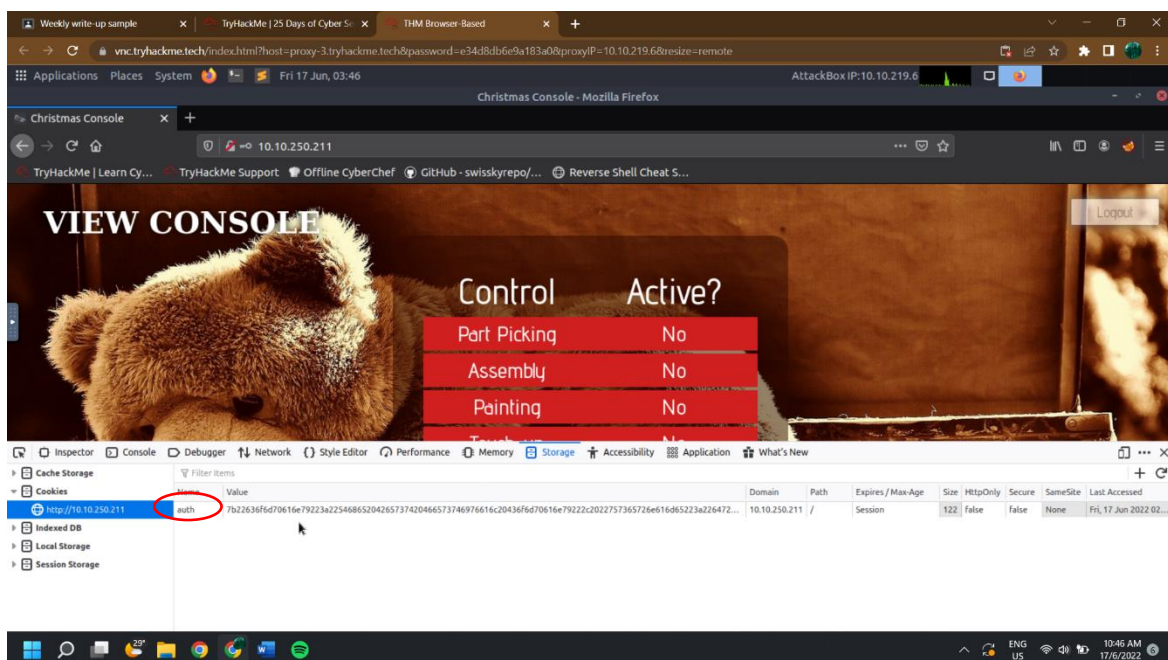 Weekly write-up sample
TryHackMe | 25 Days of Cyber Se
THM Browser-Based
vnc.tryhackme.tech/index.html?host=proxy-3.tryhackme.tech&password=e34d8db6e9a183a0&proxyIP=10.10.219.6&resize=remote
Applications Places System Fri 17 Jun, 03:46 AttackBox IP:10.10.219.6
Christmas Console - Mozilla Firefox
Christmas Console
10.10.250.211
TryHackMe | Learn Cy... TryHackMe Support Offline CyberChef GitHub - swisskyrepo/... Reverse Shell Cheat S...
VIEW CONSOLE
Logout
Control Active?
Part Picking No
Assembly No
Painting No
Touch-up No
Inspector Console Debugger Network Style Editor Performance Memory Storage Accessibility Application What's New
Cache Storage
Filter Items
Cookies
Name Value Domain Path Expires / Max-Age Size HttpOnly Secure SameSite Last Accessed
http://10.10.250.211
auth 7b22636f6d70616e79223a22546865204265737420466573746976616c20436f6d70616e79222c2022757365726e616d65223a226472... 10.10.250.211 / Session 122 false false None Fri, 17 Jun 2022 02...
Indexed DB
Local Storage
Session Storage
29°
ENG
US
10:46 AM
17/6/2022
6